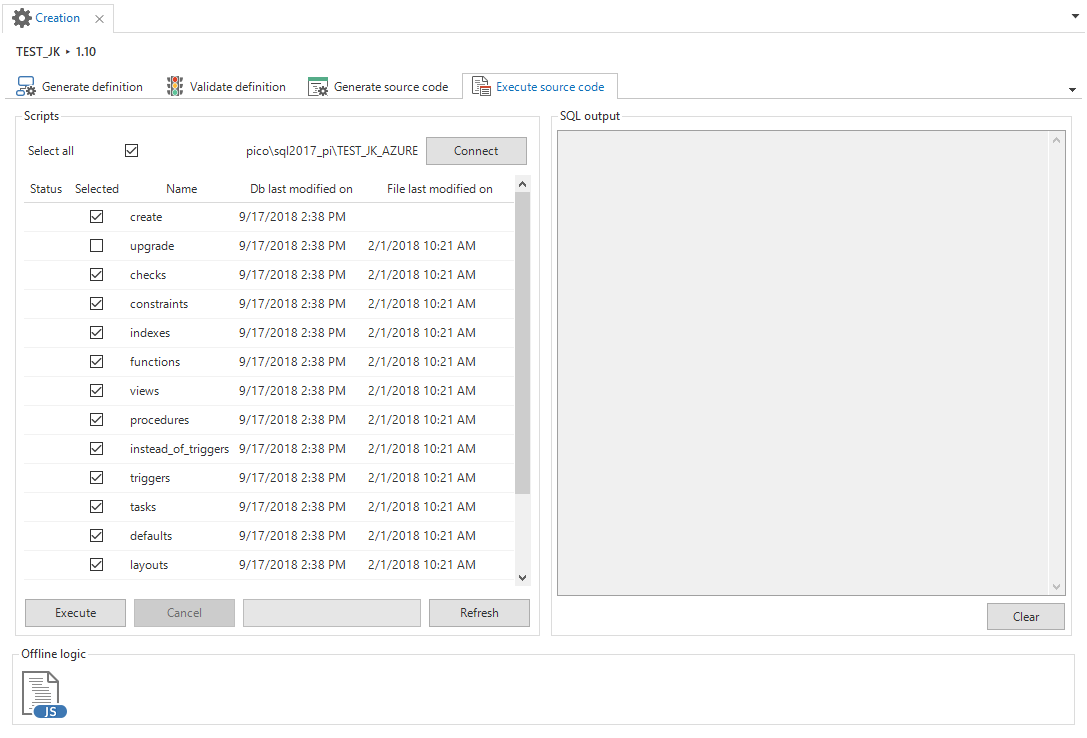 Creation
TEST_JK ▸ 1.10
Generate definition Validate definition Generate source code Execute source code
Scripts
Select all pico\sql2017_pi\TEST_JK_AZURE Connect
Status Selected Name Db last modified on File last modified on
create 9/17/2018 2:38 PM
upgrade 9/17/2018 2:38 PM 2/1/2018 10:21 AM
checks 9/17/2018 2:38 PM 2/1/2018 10:21 AM
constraints 9/17/2018 2:38 PM 2/1/2018 10:21 AM
indexes 9/17/2018 2:38 PM 2/1/2018 10:21 AM
functions 9/17/2018 2:38 PM 2/1/2018 10:21 AM
views 9/17/2018 2:38 PM 2/1/2018 10:21 AM
procedures 9/17/2018 2:38 PM 2/1/2018 10:21 AM
instead_of_triggers 9/17/2018 2:38 PM 2/1/2018 10:21 AM
triggers 9/17/2018 2:38 PM 2/1/2018 10:21 AM
tasks 9/17/2018 2:38 PM 2/1/2018 10:21 AM
defaults 9/17/2018 2:38 PM 2/1/2018 10:21 AM
layouts 9/17/2018 2:38 PM 2/1/2018 10:21 AM
Execute Cancel Refresh
SQL output
Clear
Offline logic
JS